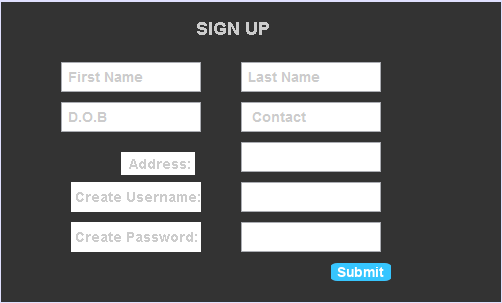 SIGN UP
First Name
Last Name
D.O.B
Contact
Address:
Create Username:
Create Password:
Submit